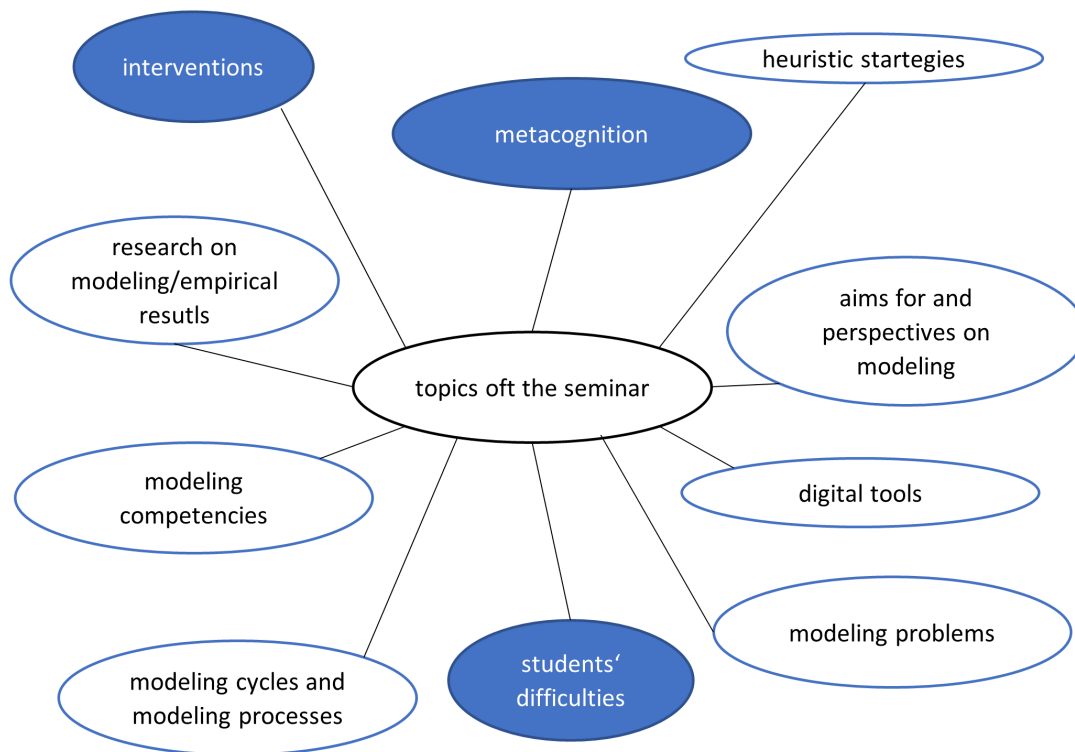 interventions
heuristic startegies
metacognition
research on
modeling/empirical
resutls
aims for and
perspectives on
modeling
topics oft the seminar
modeling
competencies
digital tools
modeling problems
students‘
difficulties
modeling cycles and
modeling processes